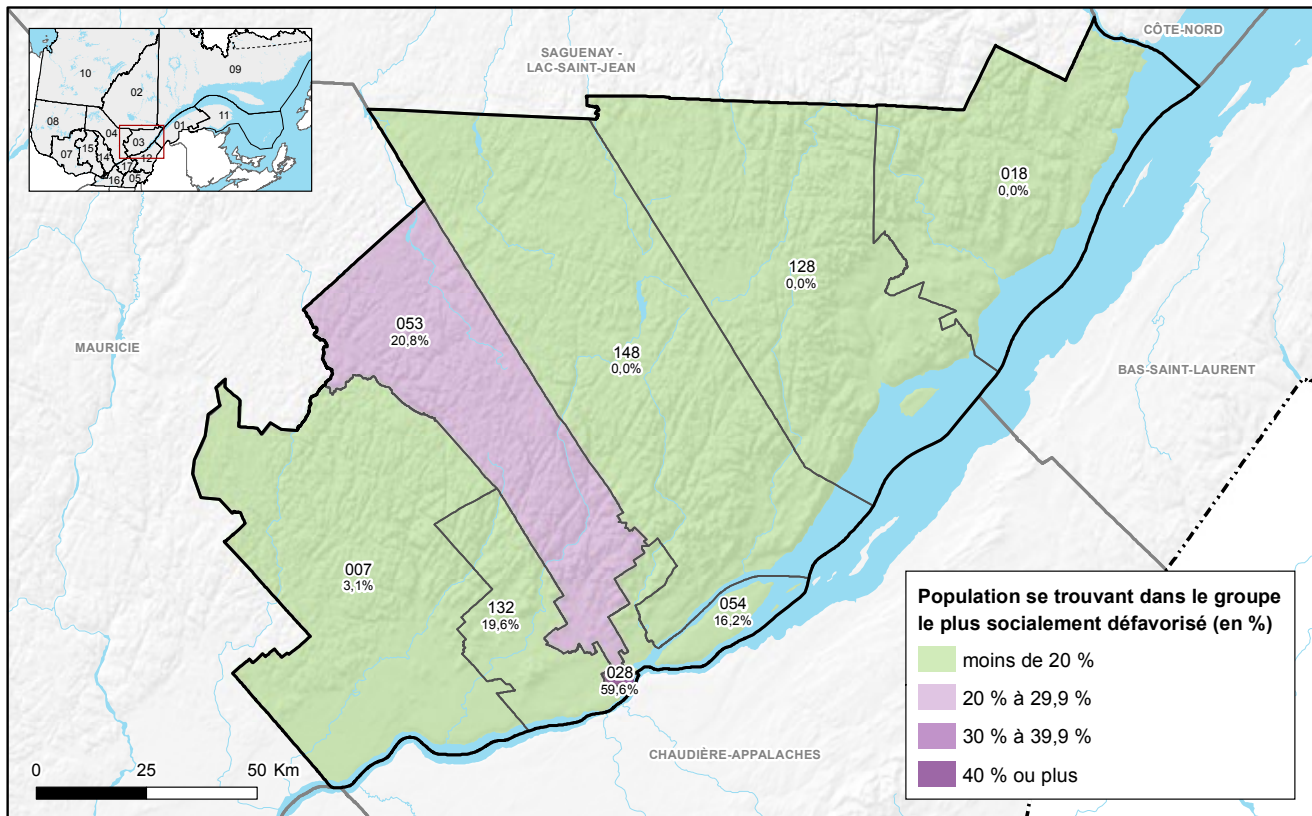 10
02
09
08
04
01
11
07
15
14
03
17
12
16
05
SAGUENAY -
LAC-SAINT-JEAN
CÔTE-NORD
018
0,0%
128
0,0%
053
20,8%
148
0,0%
MAURICIE
BAS-SAINT-LAURENT
007
3,1%
132
19,6%
054
16,2%
028
59,6%
CHAUDIÈRE-APPALACHES
0 25 50 Km
Population se trouvant dans le groupe
le plus socialement défavorisé (en %)
moins de 20 %
20 % à 29,9 %
30 % à 39,9 %
40 % ou plus